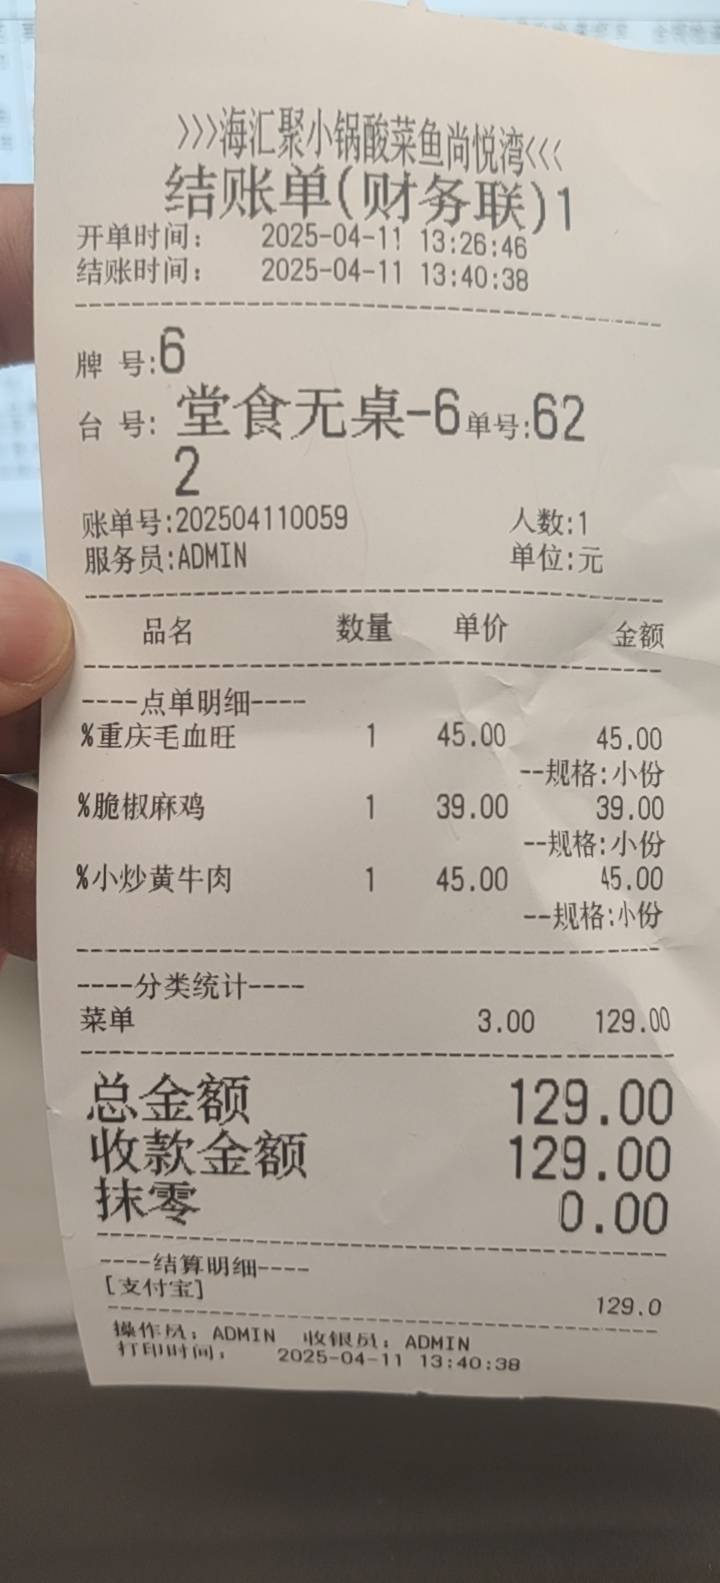 >>>海汇聚小锅酸菜鱼尚悦湾<<<
结账单(财务联)1
开单时间: 2025-04-11 13:26:46
结账时间: 2025-04-11 13:40:38
牌 号:6
台 号: 堂食无桌-6 单号:62
2
账单号:202504110059 人数:1
服务员:ADMIN 单位:元
品名 数量 单价 金额
----点单明细----
%重庆毛血旺 1 45.00 45.00
--规格:小份
%脆椒麻鸡 1 39.00 39.00
--规格:小份
%小炒黄牛肉 1 45.00 45.00
--规格:小份
----分类统计----
菜单 3.00 129.00
总金额 129.00
收款金额 129.00
抹零 0.00
----结算明细----
[支付宝] 129.0
操作员: ADMIN 收银员: ADMIN
打印时间: 2025-04-11 13:40:38